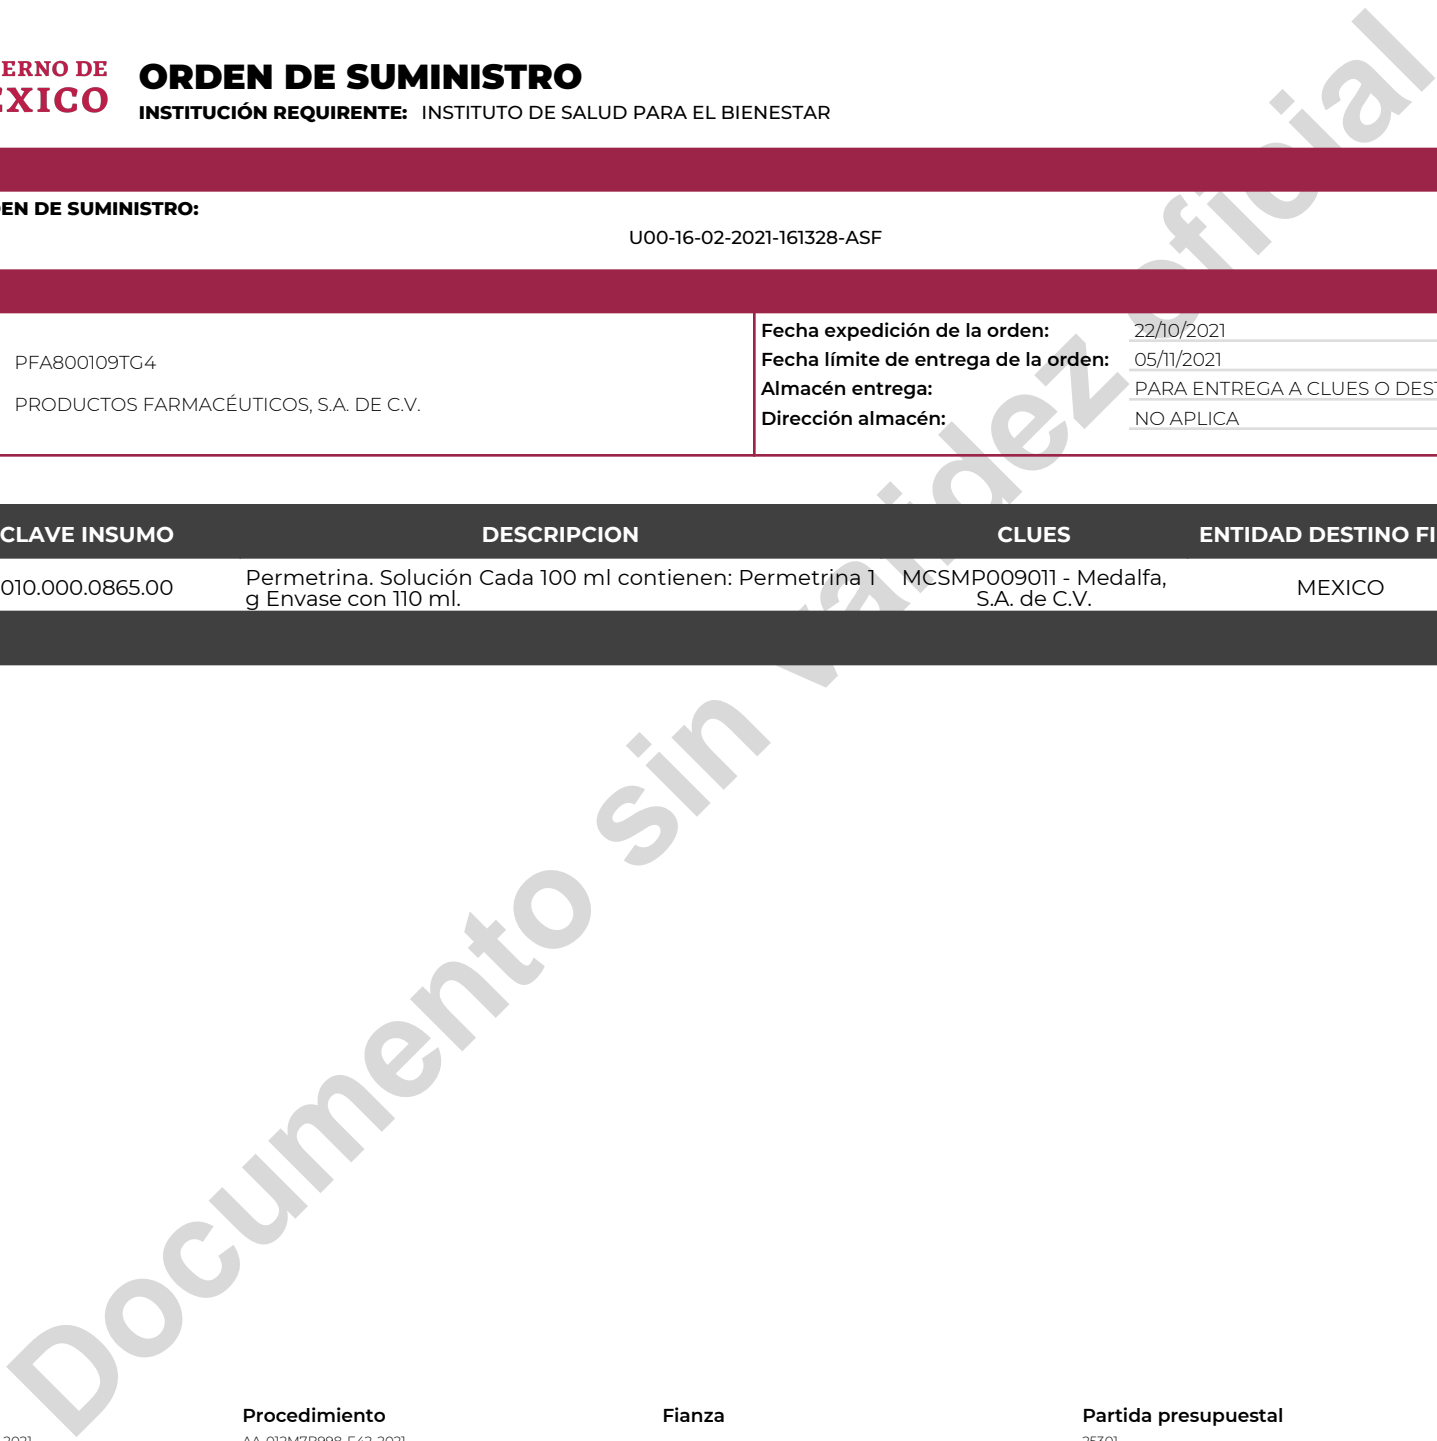 ERNO DE
XICO
ORDEN DE SUMINISTRO
INSTITUCIÓN REQUIRENTE: INSTITUTO DE SALUD PARA EL BIENESTAR
EN DE SUMINISTRO:
U00-16-02-2021-161328-ASF
PFA800109TG4
PRODUCTOS FARMACÉUTICOS, S.A. DE C.V.
Fecha expedición de la orden: 22/10/2021
Fecha límite de entrega de la orden: 05/11/2021
Almacén entrega: PARA ENTREGA A CLUES O DEST
Dirección almacén: NO APLICA
CLAVE INSUMO DESCRIPCION CLUES ENTIDAD DESTINO FI
010.000.0865.00 Permetrina. Solución Cada 100 ml contienen: Permetrina 1 MCSMP009011 - Medalfa, MEXICO
g Envase con 110 ml. S.A. de C.V.
Documento sin validez oficial
Procedimiento Fianza Partida presupuestal